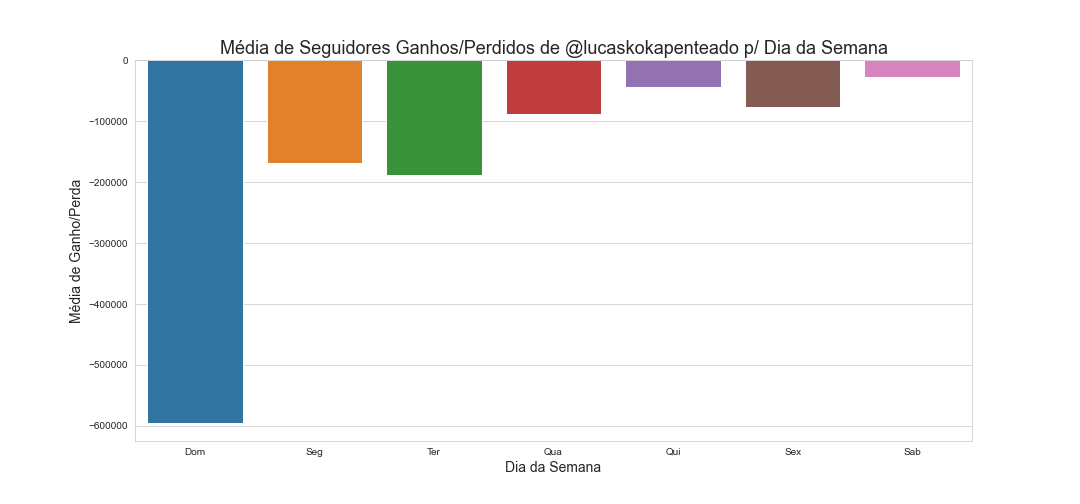 Média de Seguidores Ganhos/Perdidos de @lucaskokapenteado p/ Dia da Semana
Média de Ganho/Perda
0
−100000
−200000
−300000
−400000
−500000
−600000
Dom Seg Ter Qua Qui Sex Sab
Dia da Semana